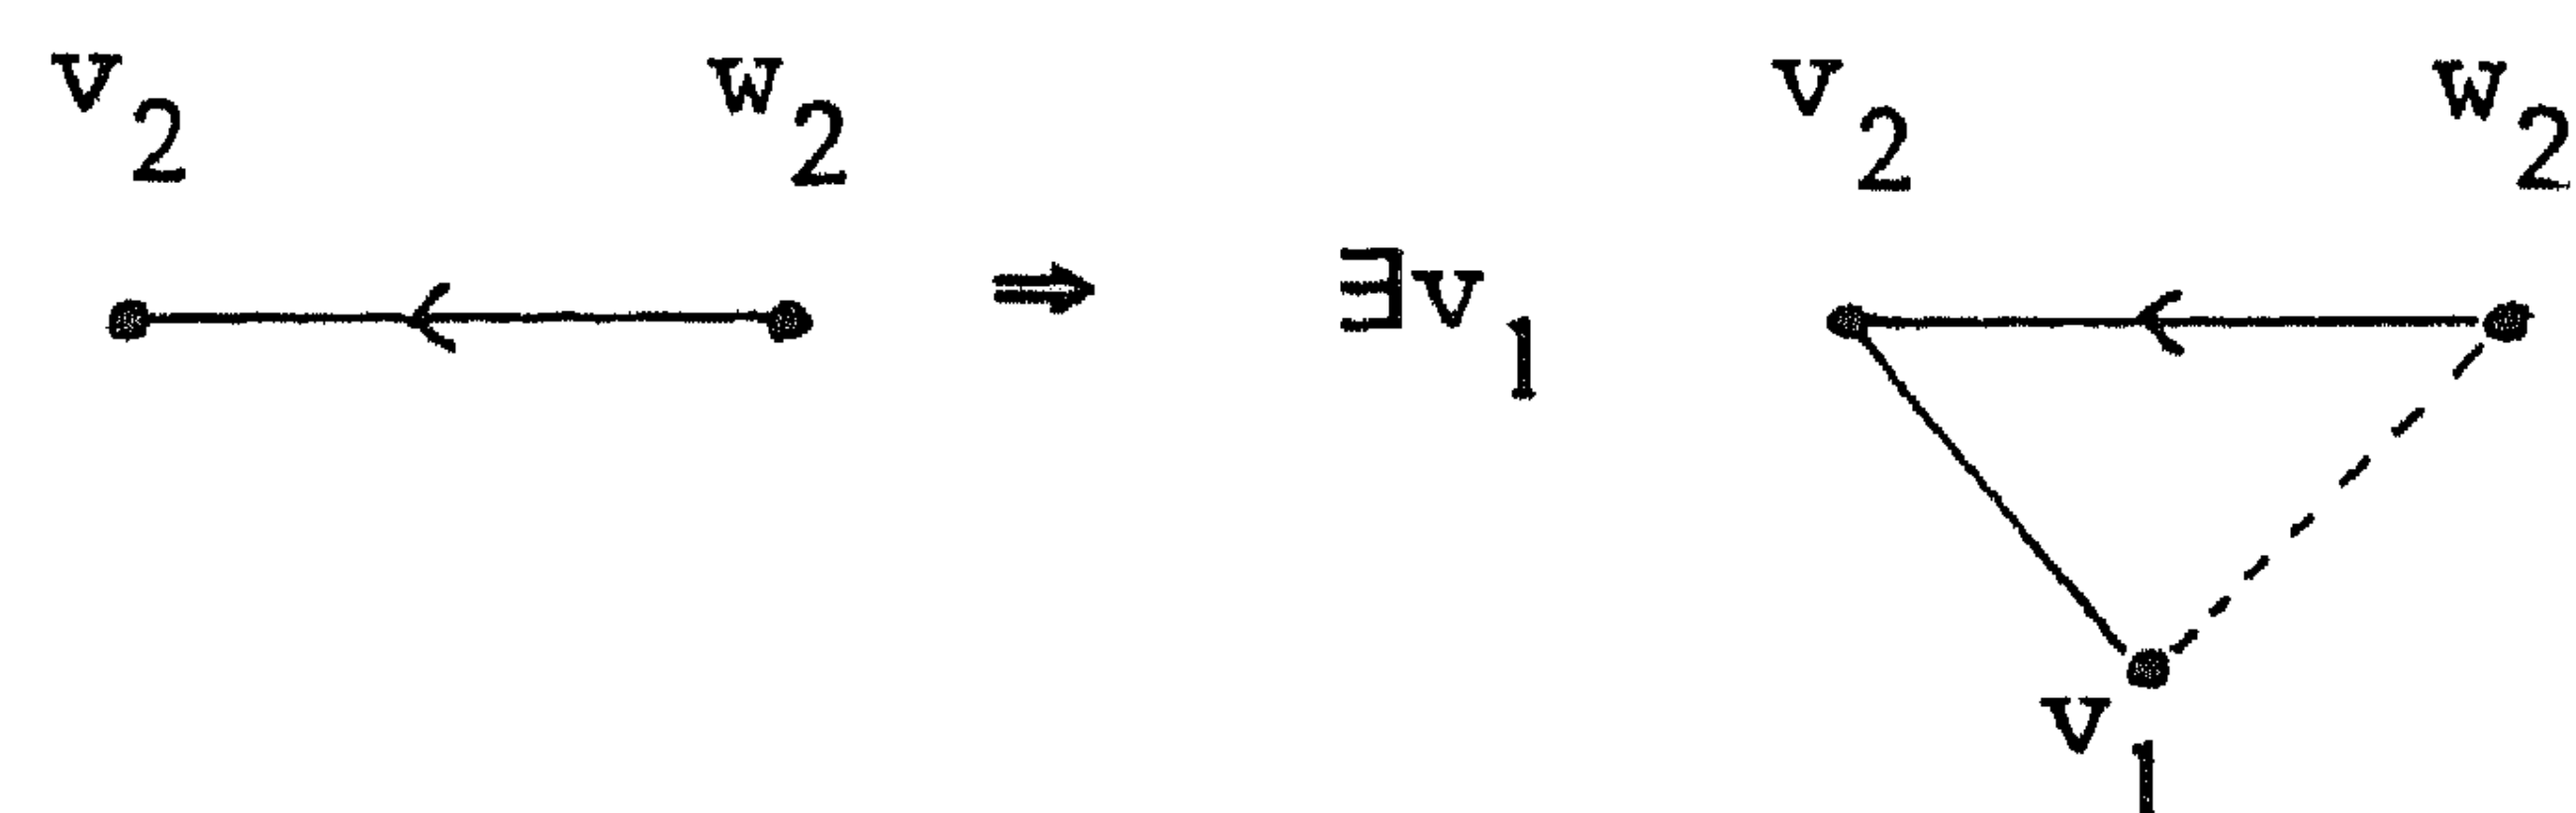 v₂ w₂ v₂ w₂
⇒ ∃v₁
v₁